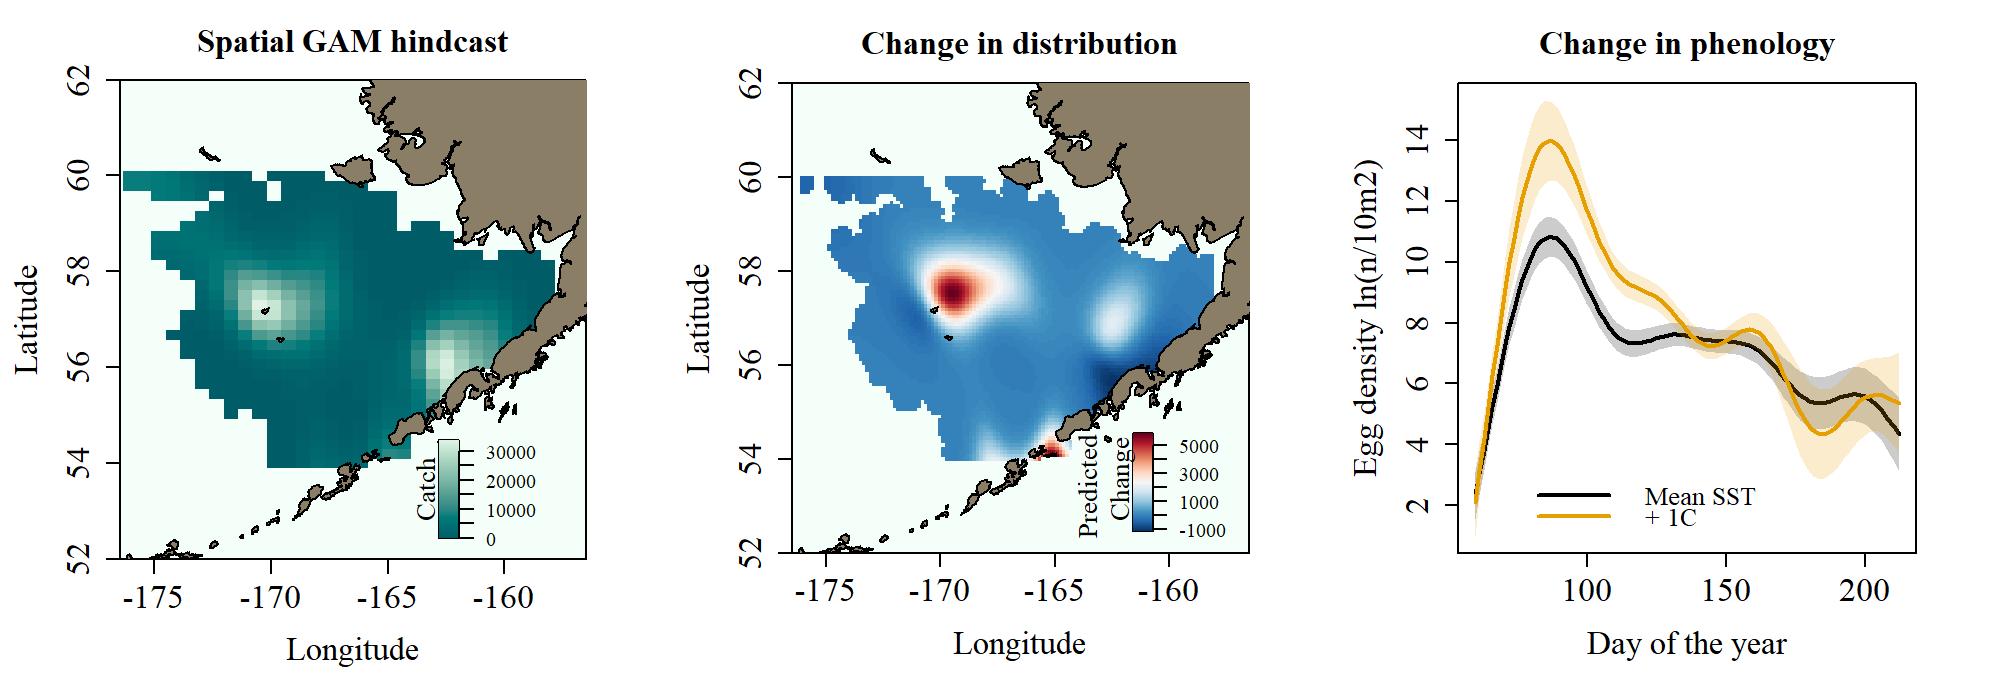 Spatial GAM hindcast
Latitude
62
60
58
56
54
52
Catch
30000
20000
10000
0
-175
-170
-165
-160
Longitude
Change in distribution
Latitude
62
60
58
56
54
52
Predicted
Change
5000
3000
1000
-1000
-175
-170
-165
-160
Longitude
Change in phenology
Egg density ln(n/10m2)
14
12
10
8
6
4
2
Mean SST
+ 1C
100
150
200
Day of the year